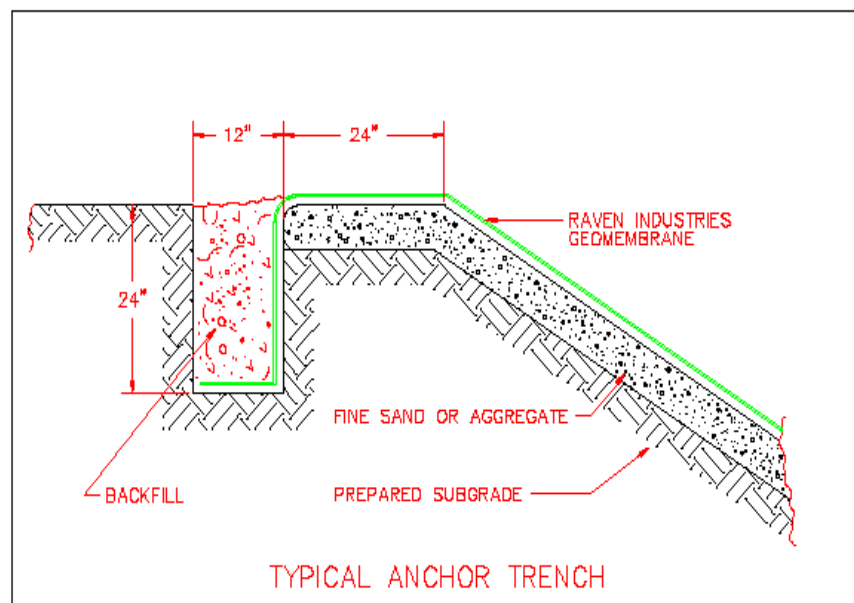 12"
24"
RAVEN INDUSTRIES
GEOMEMBRANE
24"
FINE SAND OR AGGREGATE
BACKFILL
PREPARED SUBGRADE
TYPICAL ANCHOR TRENCH